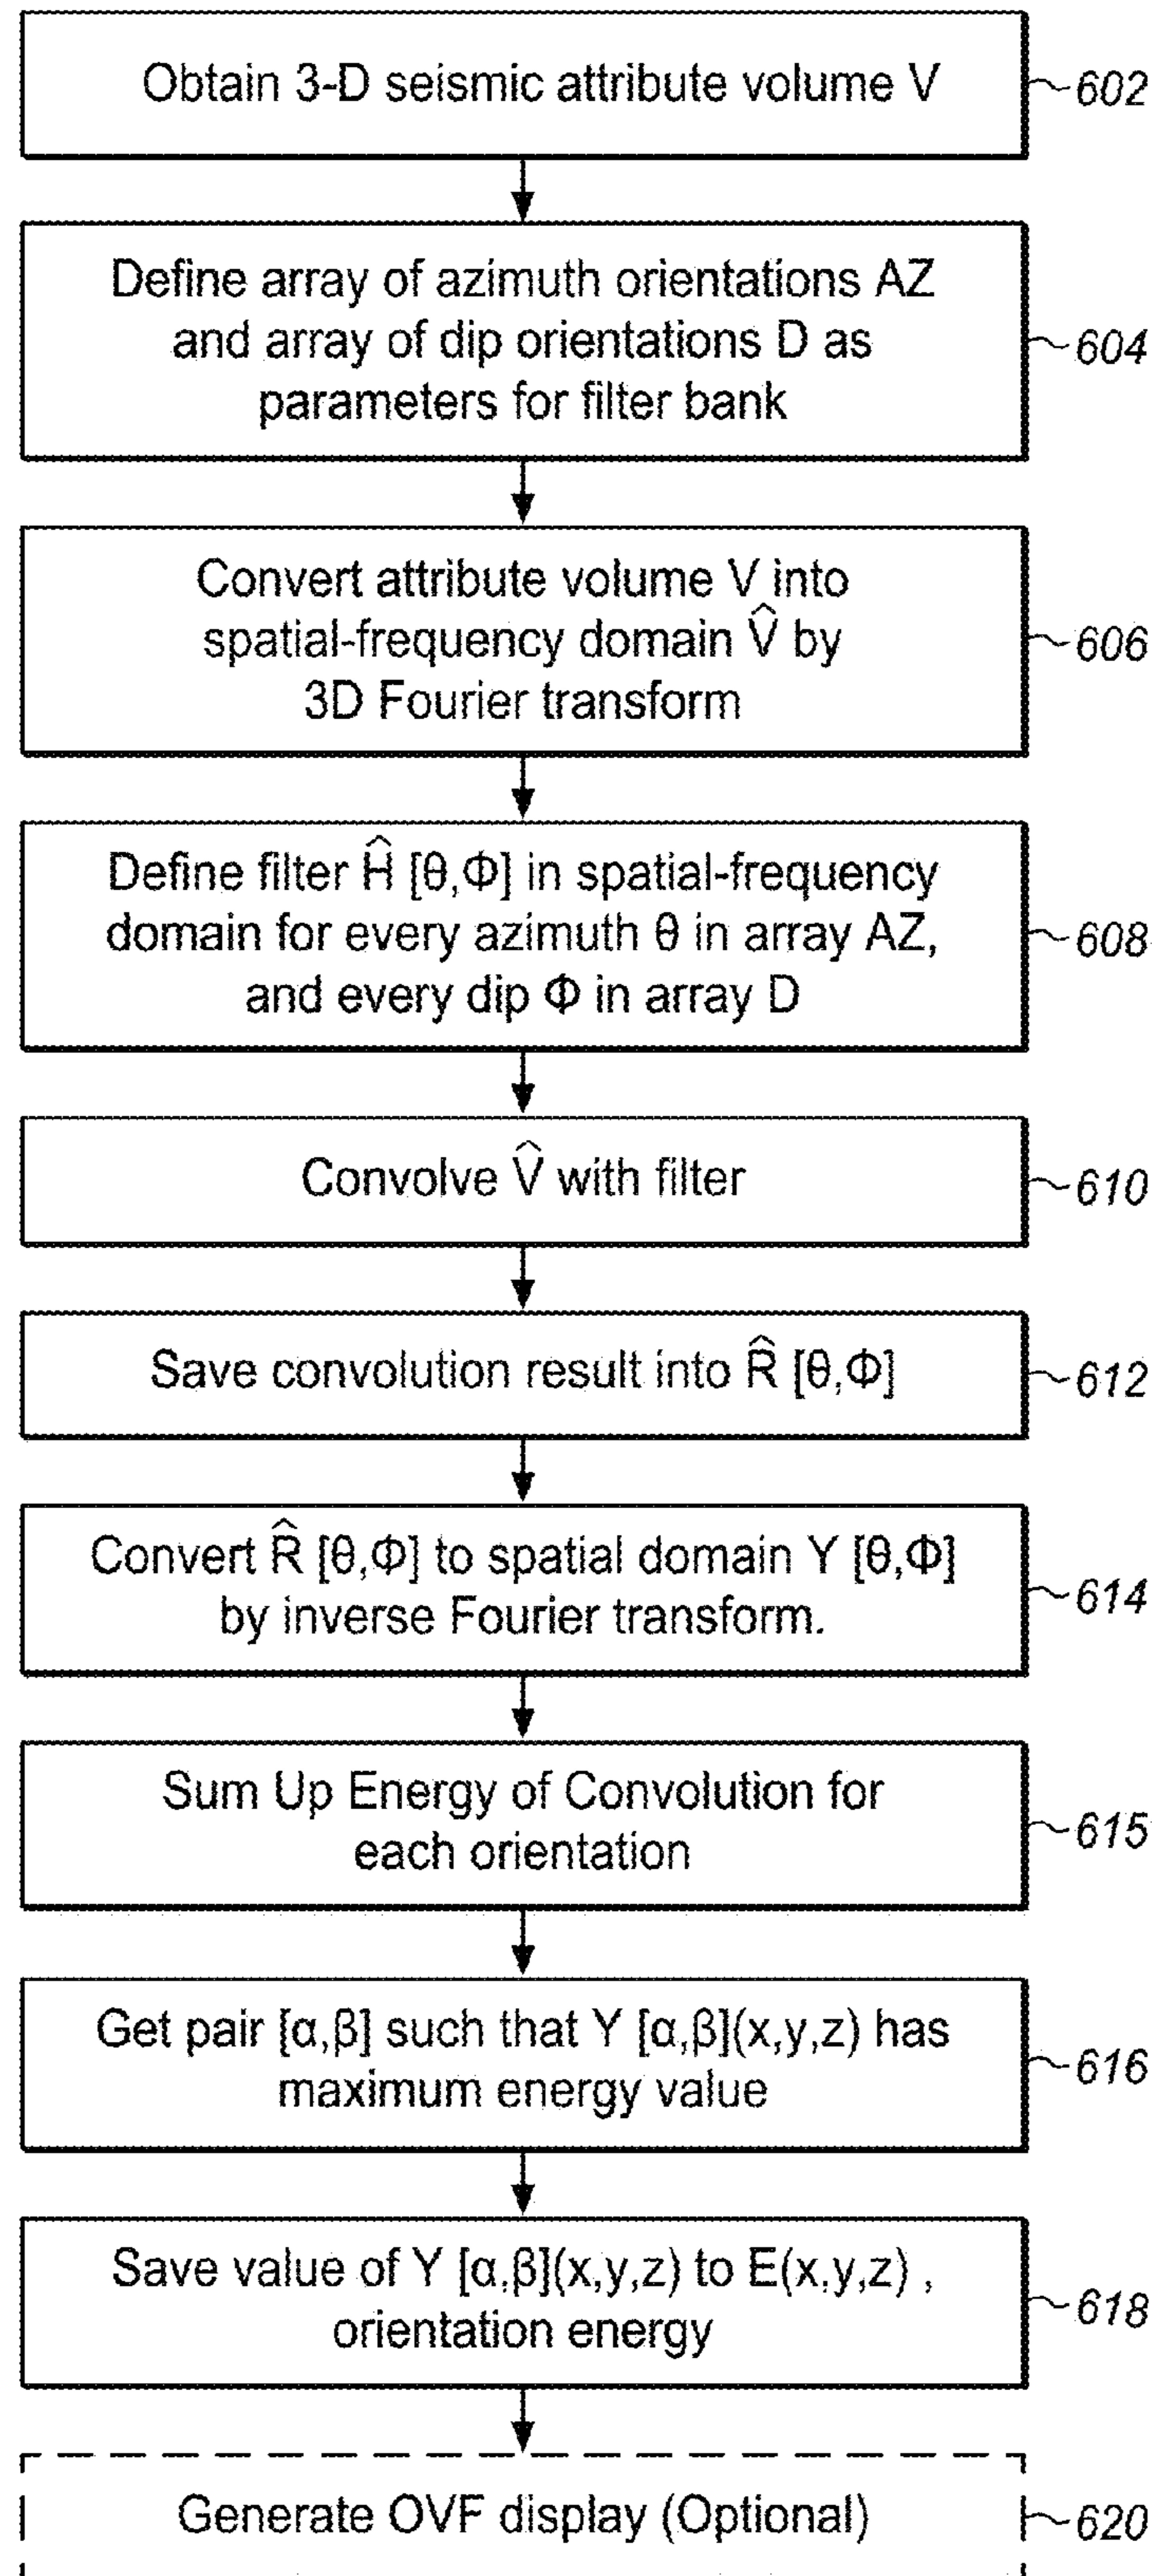 Obtain 3-D seismic attribute volume V
602
Define array of azimuth orientations AZ
and array of dip orientations D as
parameters for filter bank
604
Convert attribute volume V into
spatial-frequency domain V̂ by
3D Fourier transform
606
Define filter Ĥ [θ,Φ] in spatial-frequency
domain for every azimuth θ in array AZ,
and every dip Φ in array D
608
Convolve V̂ with filter
610
Save convolution result into R̂ [θ,Φ]
612
Convert R̂ [θ,Φ] to spatial domain Y [θ,Φ]
by inverse Fourier transform.
614
Sum Up Energy of Convolution for
each orientation
615
Get pair [α,β] such that Y [α,β](x,y,z) has
maximum energy value
616
Save value of Y [α,β](x,y,z) to E(x,y,z) ,
orientation energy
618
Generate OVF display (Optional)
620